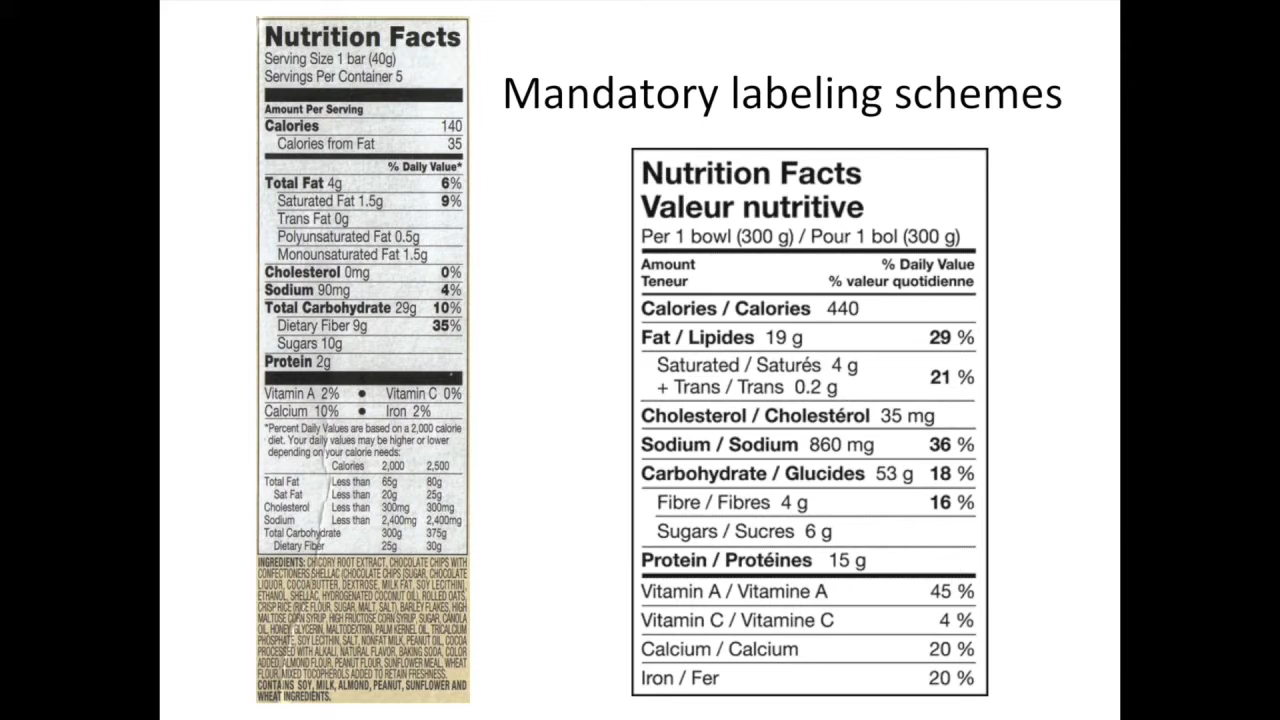 Nutrition Facts
Serving Size 1 bar (40g)
Servings Per Container 5
Amount Per Serving
Calories 140
Calories from Fat 35
% Daily Value*
Total Fat 4g 6%
Saturated Fat 1.5g 9%
Trans Fat 0g
Polyunsaturated Fat 0.5g
Monounsaturated Fat 1.5g
Cholesterol 0mg 0%
Sodium 90mg 4%
Total Carbohydrate 29g 10%
Dietary Fiber 9g 35%
Sugars 10g
Protein 2g
Vitamin A 2% • Vitamin C 0%
Calcium 10% • Iron 2%
*Percent Daily Values are based on a 2,000 calorie
diet. Your daily values may be higher or lower
depending on your calorie needs:
Calories 2,000 2,500
Total Fat Less than 65g 80g
Sat Fat Less than 20g 25g
Cholesterol Less than 300mg 300mg
Sodium Less than 2,400mg 2,400mg
Total Carbohydrate 300g 375g
Dietary Fiber 25g 30g
INGREDIENTS: CHICORY ROOT EXTRACT, CHOCOLATE CHIPS WITH
CONFECTIONERS SHELLAC (CHOCOLATE CHIPS (SUGAR, CHOCOLATE
LIQUOR, COCOA BUTTER, DEXTROSE, MILK FAT, SOY LECITHIN),
ETHANOL, SHELLAC, HYDROGENATED COCONUT OIL), ROLLED OATS,
CRISP RICE (RICE FLOUR, SUGAR, MALT, SALT), BARLEY FLAKES, HIGH
MALTOSE CORN SYRUP, HIGH FRUCTOSE CORN SYRUP, SUGAR, CANOLA
OIL, HONEY, GLYCERIN, MALTODEXTRIN, PALM KERNEL OIL, TRICALCIUM
PHOSPHATE, SOY LECITHIN, SALT, NONFAT MILK, PEANUT OIL, COCOA
PROCESSED WITH ALKALI, NATURAL FLAVOR, BAKING SODA, COLOR
ADDED, ALMOND FLOUR, PEANUT FLOUR, SUNFLOWER MEAL, WHEAT
FLOUR, MIXED TOCOPHEROLS ADDED TO RETAIN FRESHNESS.
CONTAINS SOY, MILK, ALMOND, PEANUT, SUNFLOWER AND
WHEAT INGREDIENTS.
Mandatory labeling schemes
Nutrition Facts
Valeur nutritive
Per 1 bowl (300 g) / Pour 1 bol (300 g)
Amount % Daily Value
Teneur % valeur quotidienne
Calories / Calories 440
Fat / Lipides 19 g 29 %
Saturated / Saturés 4 g
+ Trans / Trans 0.2 g 21 %
Cholesterol / Cholestérol 35 mg
Sodium / Sodium 860 mg 36 %
Carbohydrate / Glucides 53 g 18 %
Fibre / Fibres 4 g 16 %
Sugars / Sucres 6 g
Protein / Protéines 15 g
Vitamin A / Vitamine A 45 %
Vitamin C / Vitamine C 4 %
Calcium / Calcium 20 %
Iron / Fer 20 %